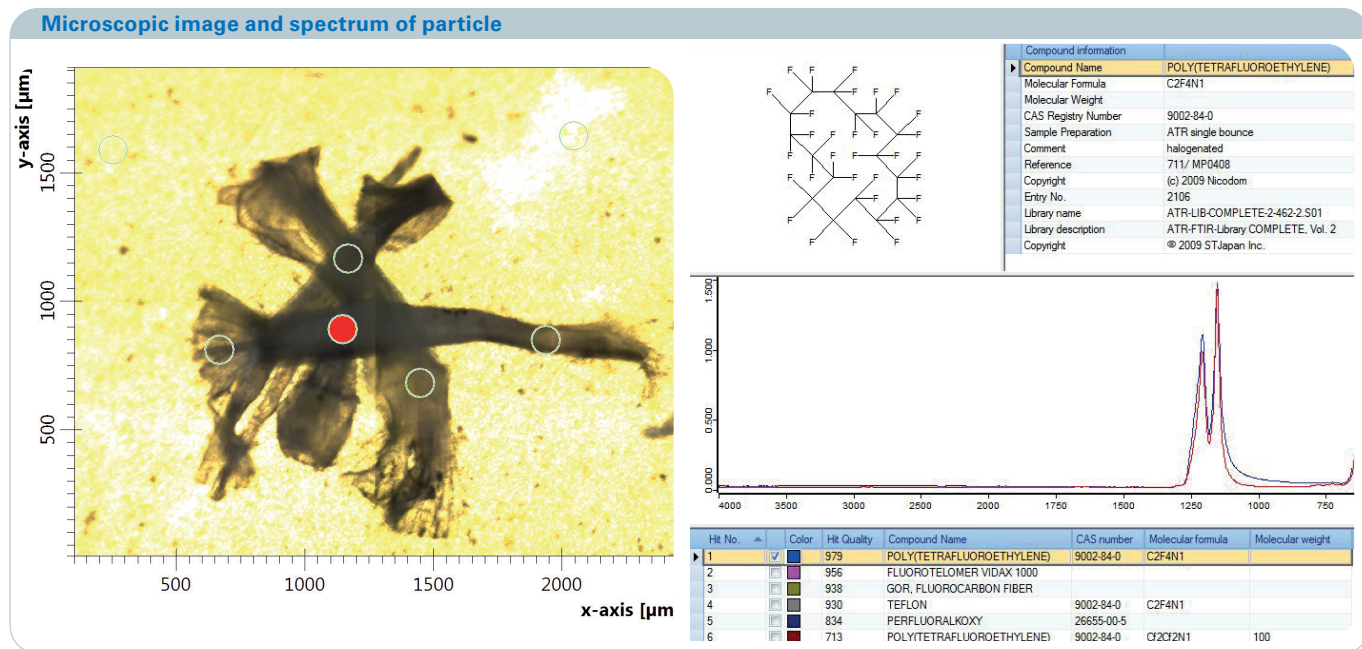 Microscopic image and spectrum of particle
y-axis [µm]
1500
1000
500
500
1000
1500
2000
x-axis [µm
F F F
F F F F
F F
F F F F
F F F
F F F F F F
F F
F F F F
Compound information
Compound Name POLY(TETRAFLUOROETHYLENE)
Molecular Formula C2F4N1
Molecular Weight
CAS Registry Number 9002-84-0
Sample Preparation ATR single bounce
Comment halogenated
Reference 711/ MP0408
Copyright (c) 2009 Nicodom
Entry No. 2106
Library name ATR-LIB-COMPLETE-2-462-2.S01
Library description ATR-FTIR-Library COMPLETE, Vol. 2
Copyright ® 2009 STJapan Inc.
1.500
1.000
0.500
0.000
4000 3500 3000 2500 2000 1750 1500 1250 1000 750
Hit No. Color Hit Quality Compound Name CAS number Molecular formula Molecular weight
1 979 POLY(TETRAFLUOROETHYLENE) 9002-84-0 C2F4N1
2 956 FLUOROTELOMER VIDAX 1000
3 938 GOR, FLUOROCARBON FIBER
4 930 TEFLON 9002-84-0 C2F4N1
5 834 PERFLUORALKOXY 26655-00-5
6 713 POLY(TETRAFLUOROETHYLENE) 9002-84-0 Cf2Cf2N1 100